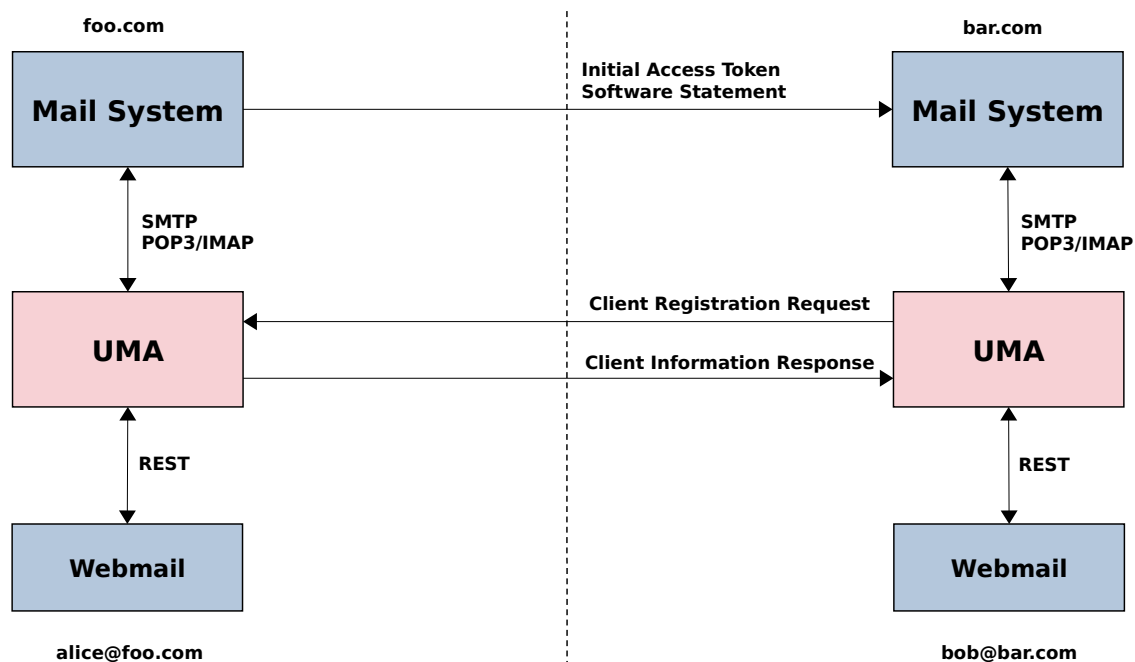 foo.com
bar.com
Mail System
Initial Access Token
Software Statement
Mail System
SMTP
POP3/IMAP
SMTP
POP3/IMAP
UMA
Client Registration Request
Client Information Response
UMA
REST
REST
Webmail
Webmail
alice@foo.com
bob@bar.com